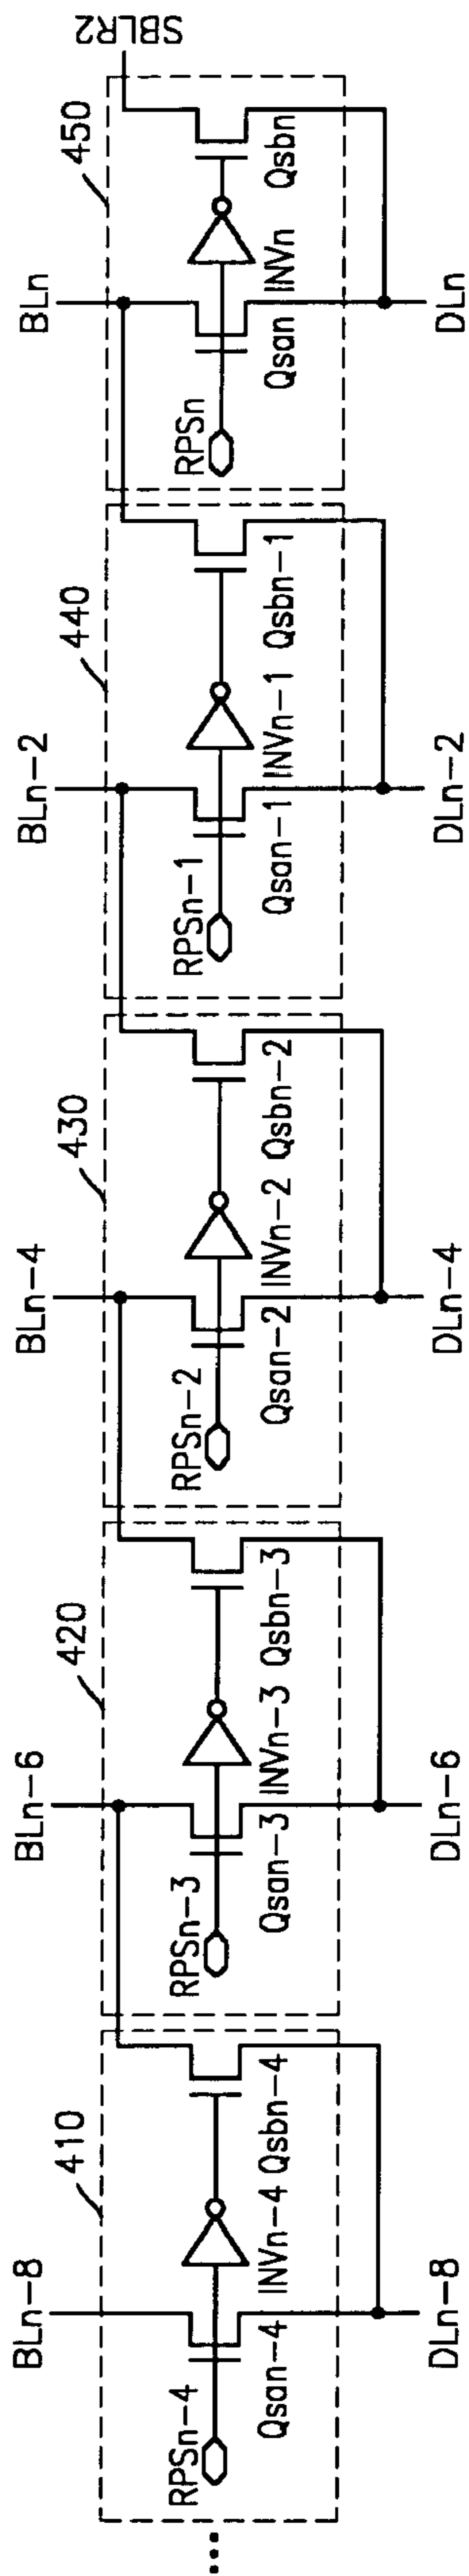 410
420
430
440
450
BLn-8
BLn-6
BLn-4
BLn-2
BLn
SBLR2
RPSn-4
Qsan-4
INVn-4
Qsbn-4
RPSn-3
Qsan-3
INVn-3
Qsbn-3
RPSn-2
Qsan-2
INVn-2
Qsbn-2
RPSn-1
Qsan-1
INVn-1
Qsbn-1
RPSn
Qsan
INVn
Qsbn
...
DLn-8
DLn-6
DLn-4
DLn-2
DLn